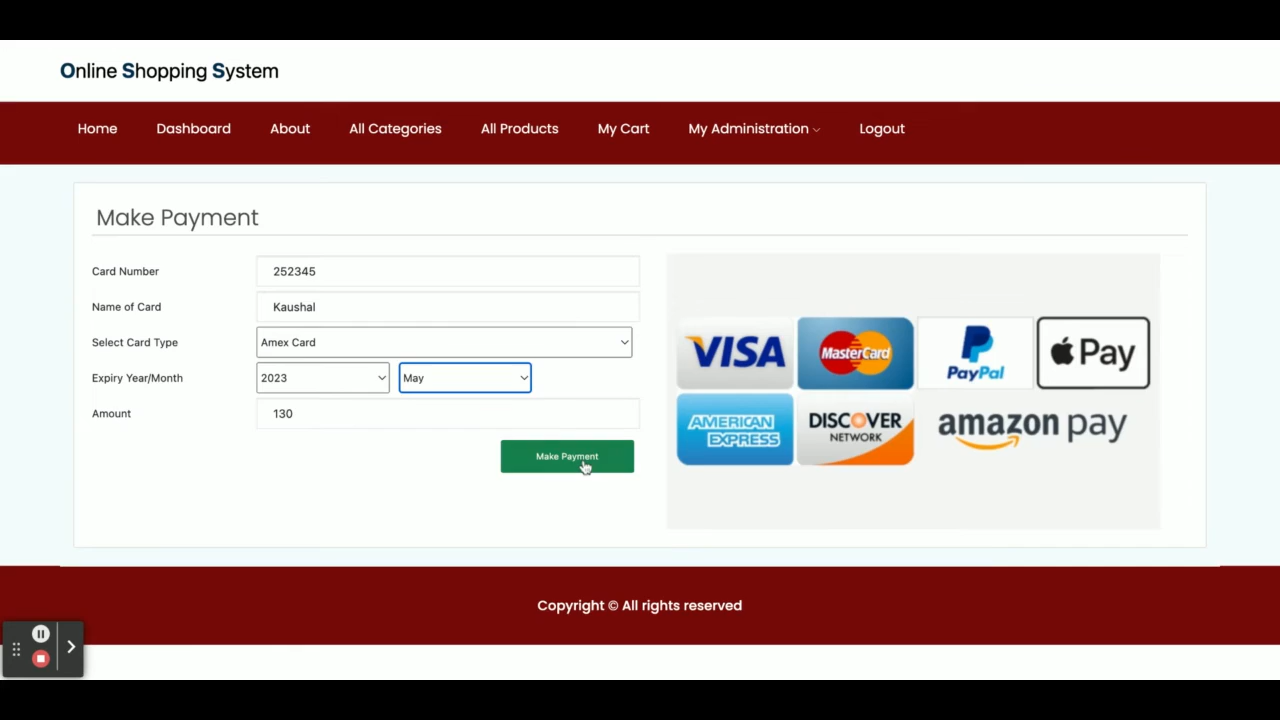 Online Shopping System
Home Dashboard About All Categories All Products My Cart My Administration Logout
Make Payment
Card Number 252345
Name of Card Kaushal
Select Card Type Amex Card
Expiry Year/Month 2023 May
Amount 130
Make Payment
VISA MasterCard PayPal Pay
AMERICAN EXPRESS DISCOVER NETWORK amazon pay
Copyright © All rights reserved